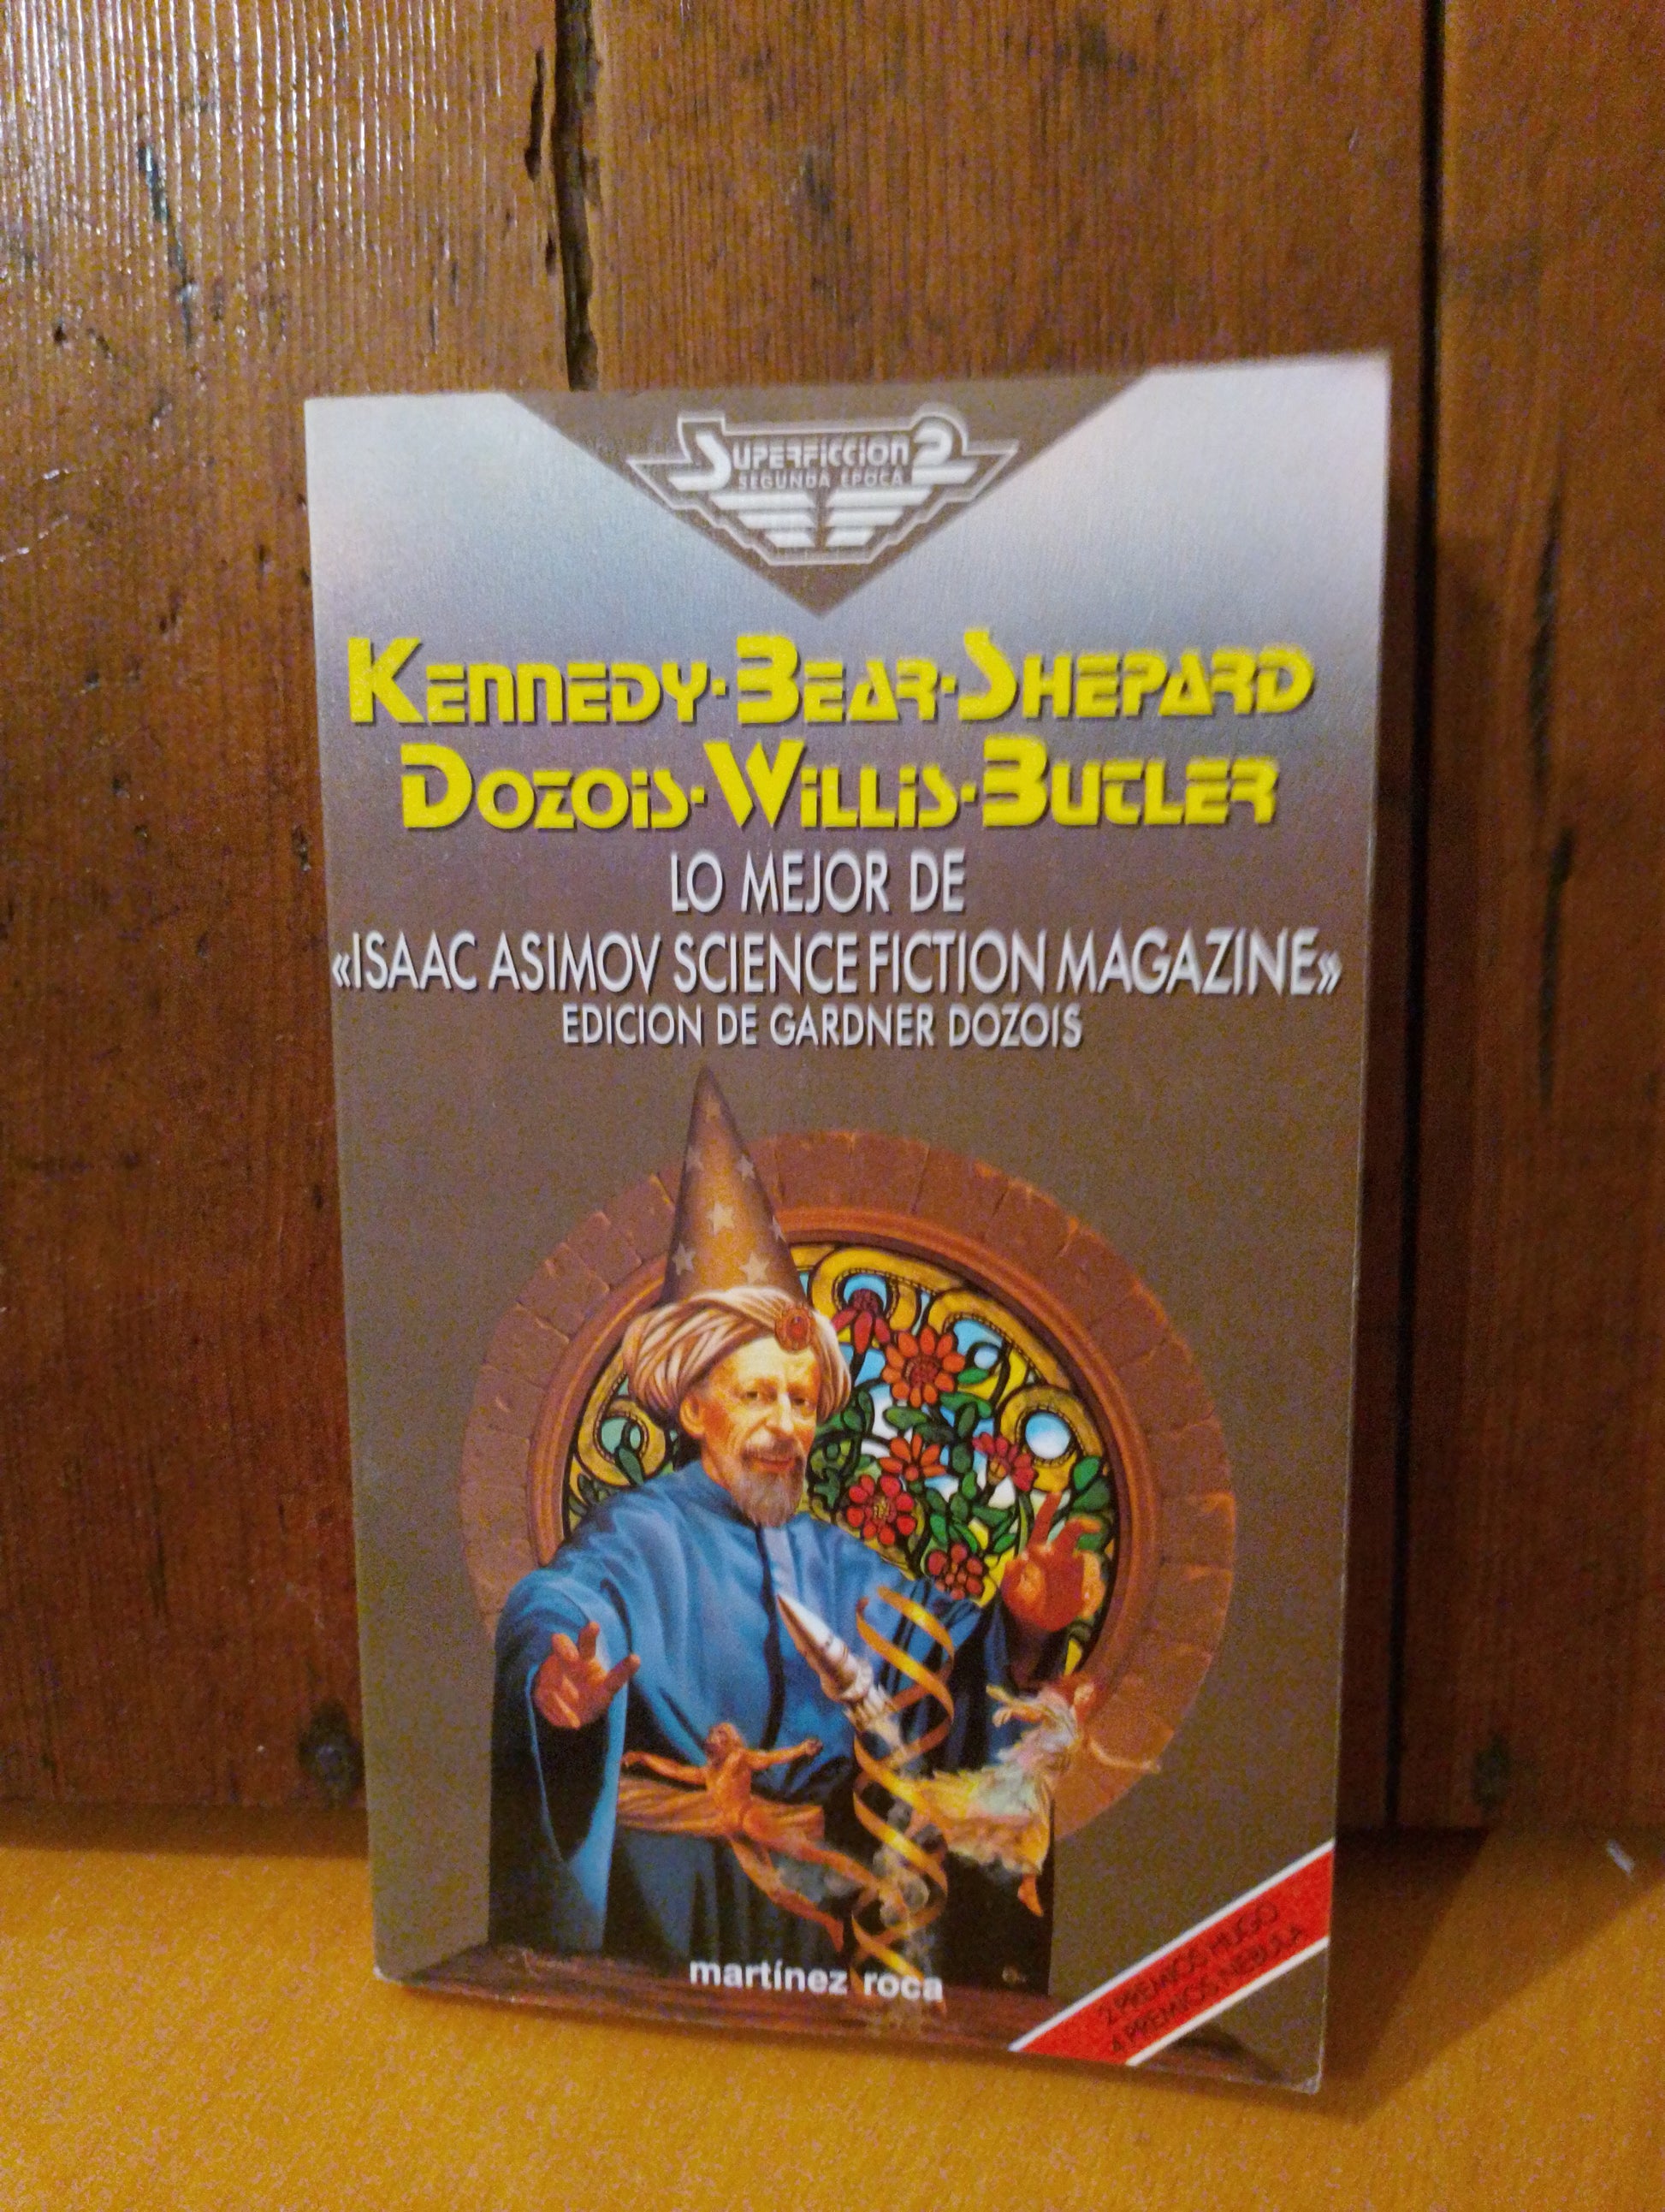 SUPERFICCION 2
SEGUNDA EPOCA
KENNEDY·BEAR·SHEPARD
DOZOIS·WILLIS·BUTLER
LO MEJOR DE
«ISAAC ASIMOV SCIENCE FICTION MAGAZINE»
EDICION DE GARDNER DOZOIS
martínez roca
2 PREMIOS HUGO
4 PREMIOS NEBULA